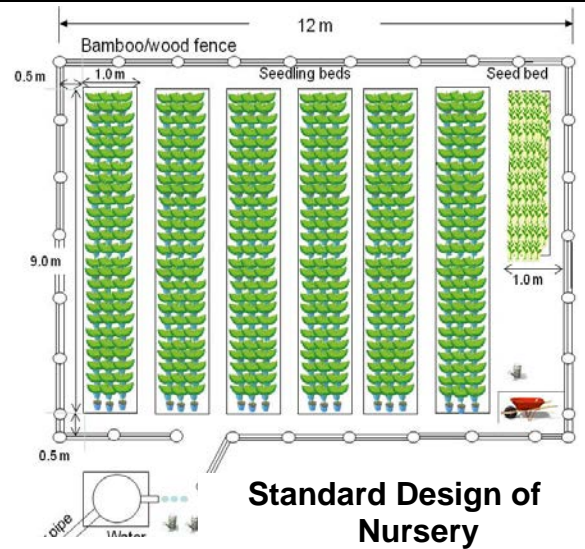 12 m
Bamboo/wood fence
0.5 m
1.0 m
Seedling beds
Seed bed
9.0 m
1.0 m
0.5 m
pipe
Water
Standard Design of
Nursery